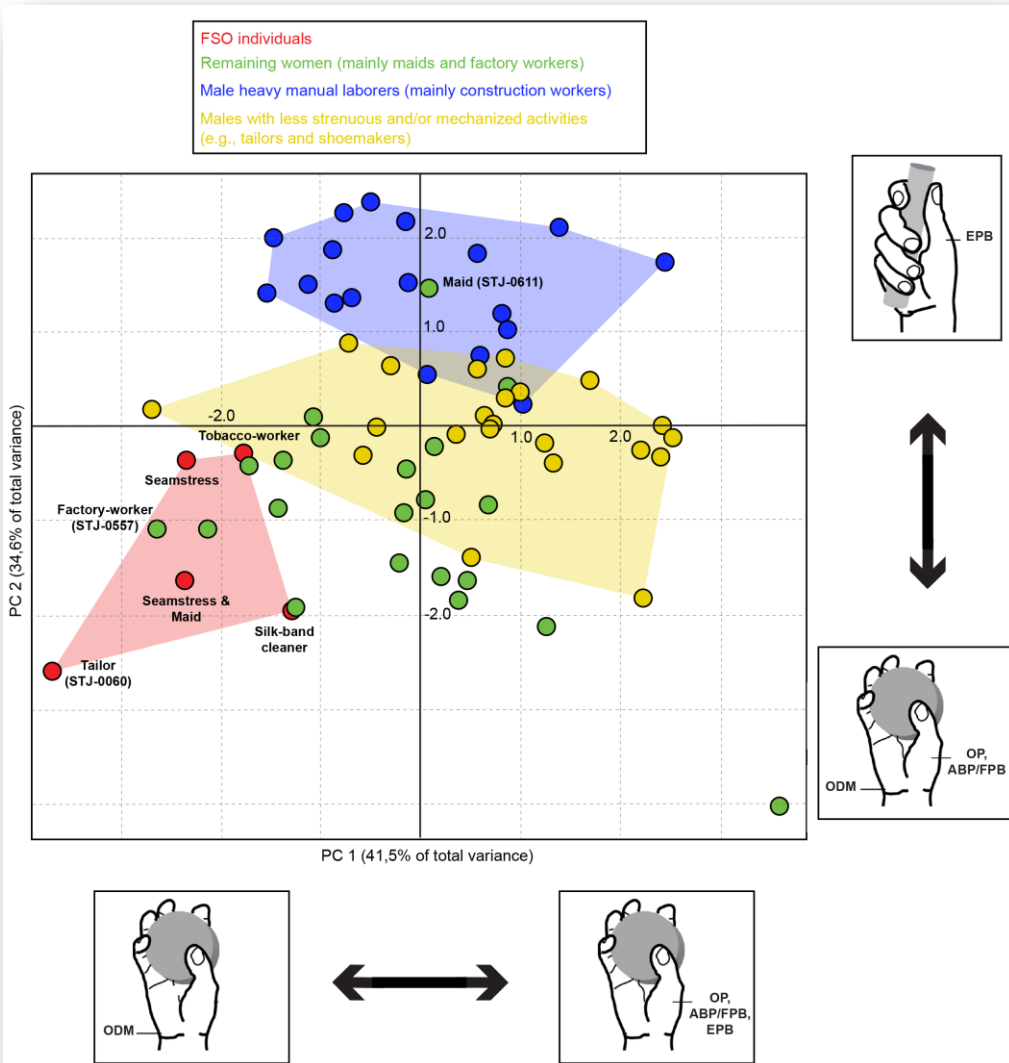 FSO individuals
Remaining women (mainly maids and factory workers)
Male heavy manual laborers (mainly construction workers)
Males with less strenuous and/or mechanized activities
(e.g., tailors and shoemakers)
EPB
2.0
Maid (STJ-0611)
1.0
-2.0
1.0
2.0
Tobacco-worker
Seamstress
Factory-worker
(STJ-0557)
-1.0
Seamstress &
Maid
Silk-band
cleaner
-2.0
Tailor
(STJ-0060)
PC 2 (34,6% of total variance)
OP,
ABP/FPB
ODM
PC 1 (41,5% of total variance)
ODM
OP,
ABP/FPB,
EPB